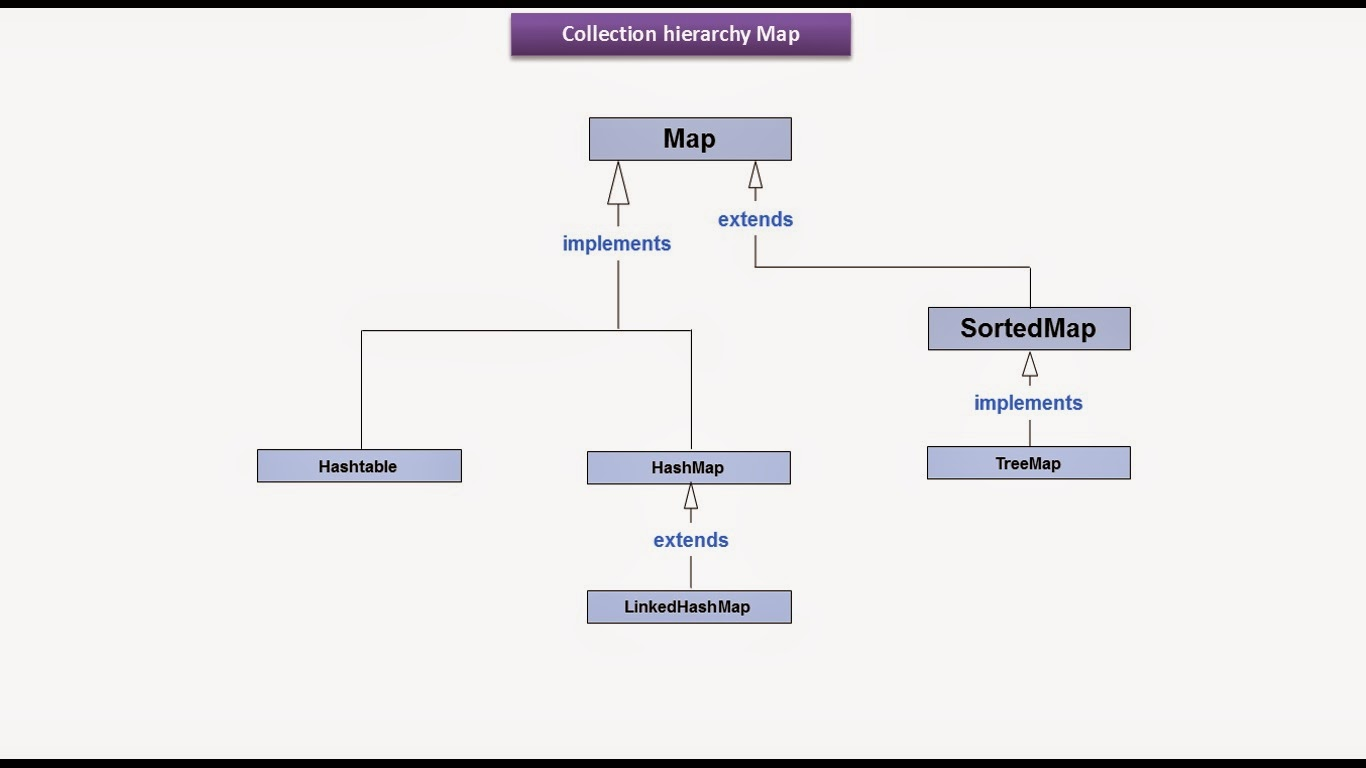 Collection hierarchy Map
Map
extends
implements
SortedMap
implements
Hashtable
HashMap
TreeMap
extends
LinkedHashMap